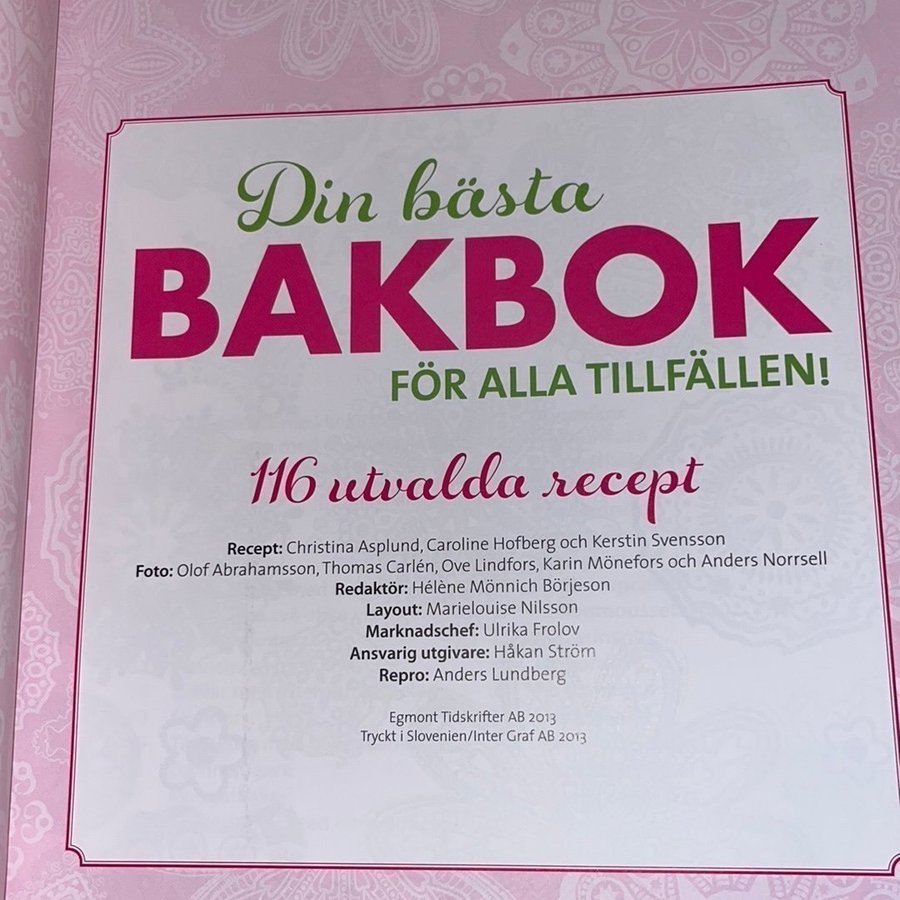 Din bästa
BAKBOK
FÖR ALLA TILLFÄLLEN!
116 utvalda recept
Recept: Christina Asplund, Caroline Hofberg och Kerstin Svensson
Foto: Olof Abrahamsson, Thomas Carlén, Ove Lindfors, Karin Mönefors och Anders Norrsell
Redaktör: Hélène Mönnich Börjeson
Layout: Marielouise Nilsson
Marknadschef: Ulrika Frolov
Ansvarig utgivare: Håkan Ström
Repro: Anders Lundberg
Egmont Tidskrifter AB 2013
Tryckt i Slovenien/Inter Graf AB 2013